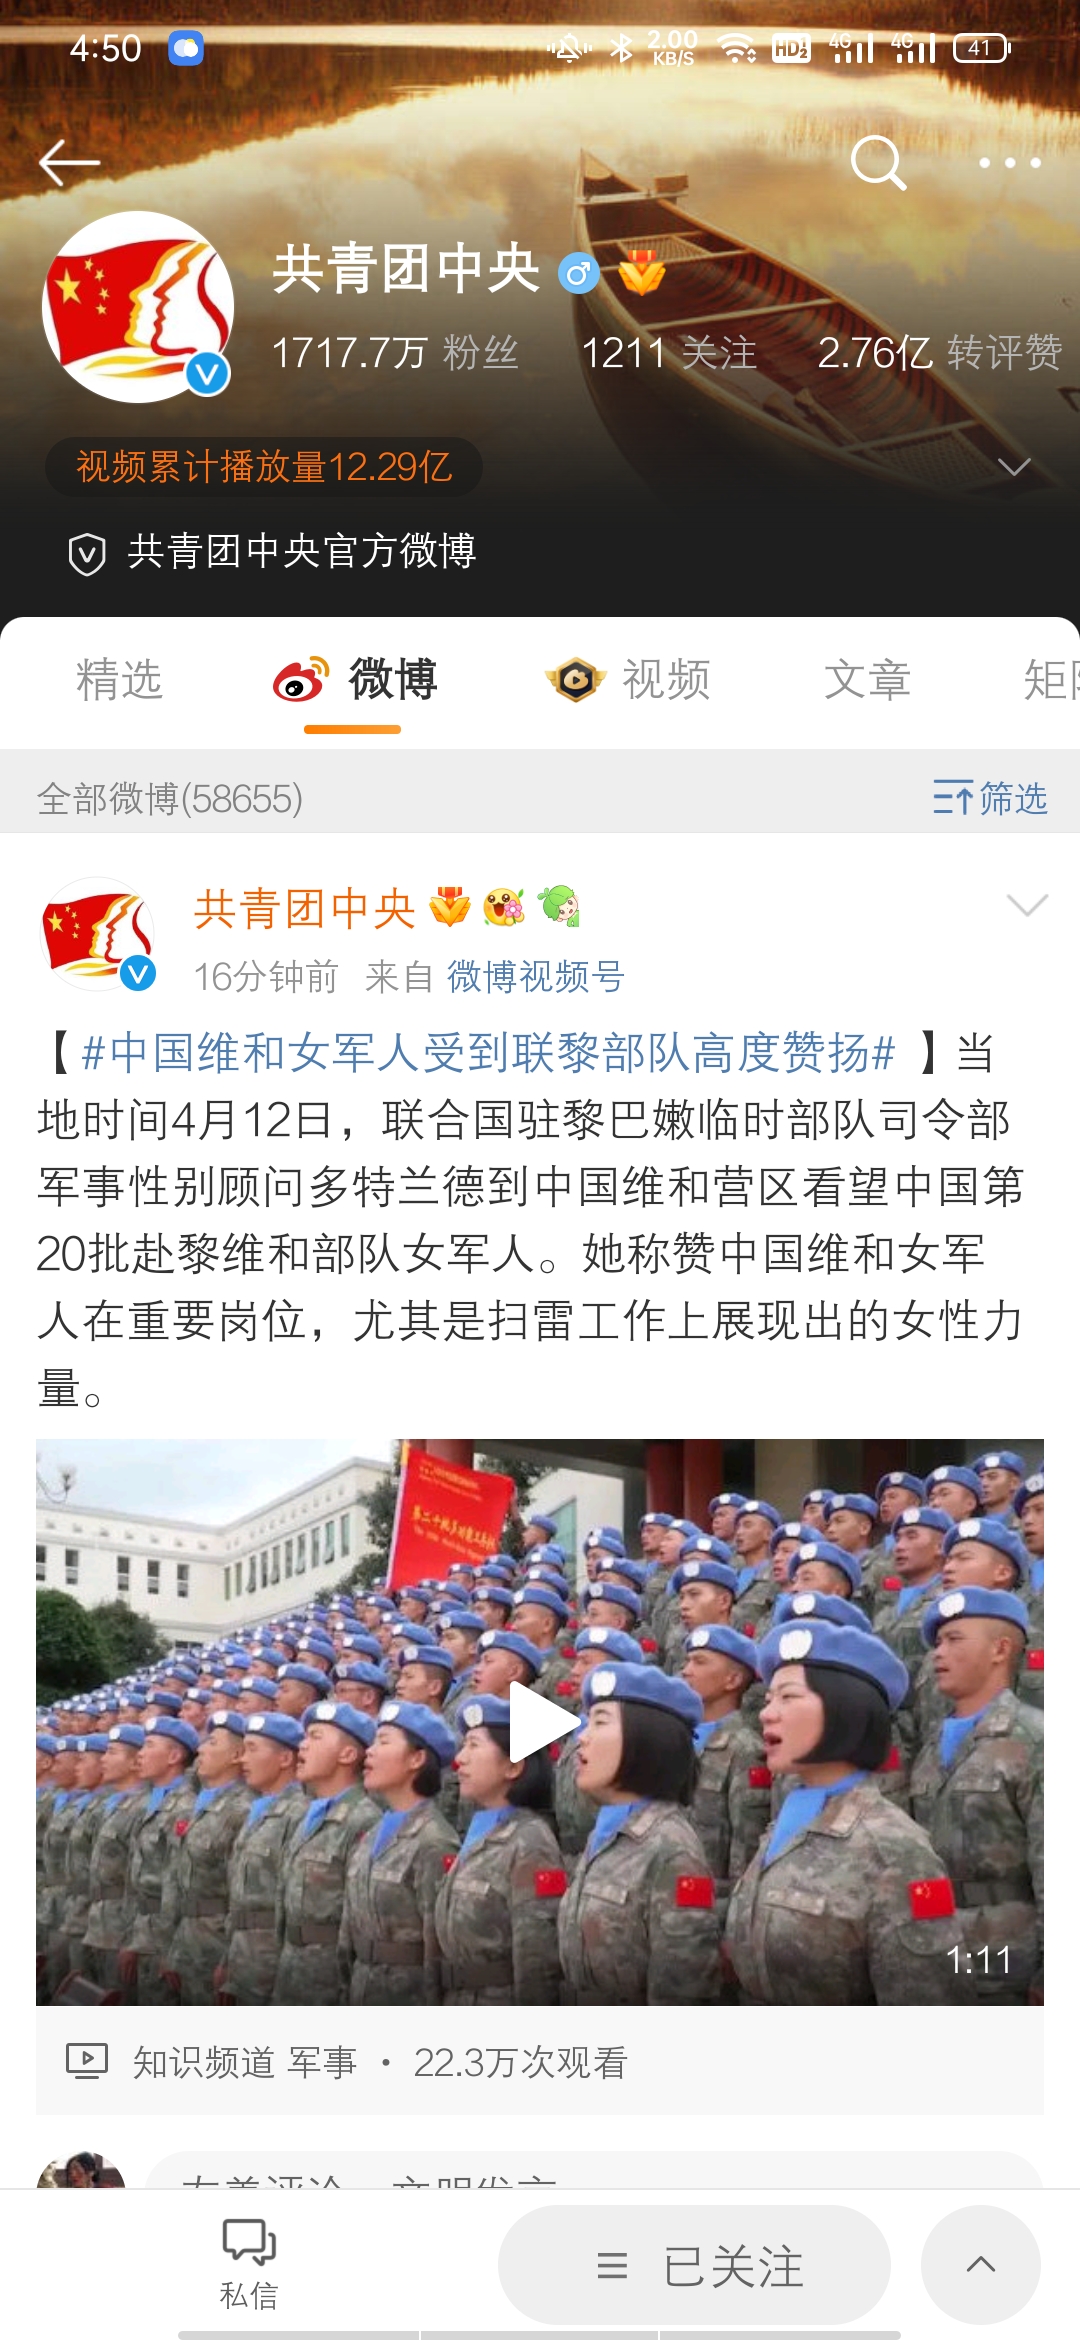 4:50
2.00
KB/S
HD
2
4G
4G
41
共青团中央
1717.7万 粉丝 1211 关注 2.76亿 转评赞
视频累计播放量12.29亿
共青团中央官方微博
精选 微博 视频 文章
全部微博(58655) 筛选
共青团中央
16分钟前 来自 微博视频号
【#中国维和女军人受到联黎部队高度赞扬# 】当
地时间4月12日，联合国驻黎巴嫩临时部队司令部
军事性别顾问多特兰德到中国维和营区看望中国第
20批赴黎维和部队女军人。她称赞中国维和女军
人在重要岗位，尤其是扫雷工作上展现出的女性力
量。
1:11
知识频道 军事 · 22.3万次观看
私信
已关注